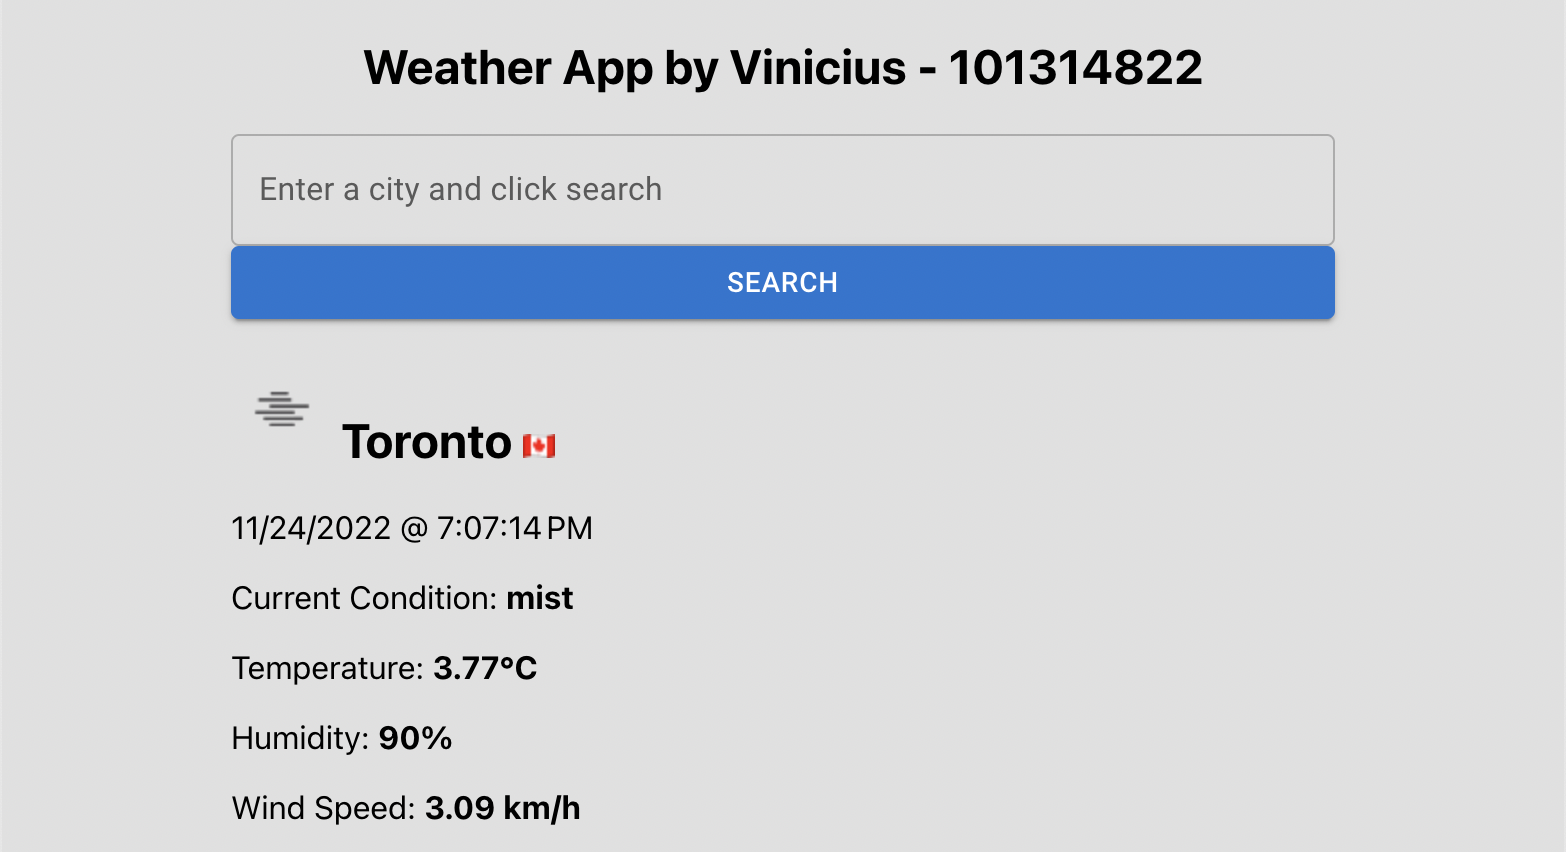 Weather App by Vinicius - 101314822
Enter a city and click search
SEARCH
Toronto 🇨🇦
11/24/2022 @ 7:07:14 PM
Current Condition: mist
Temperature: 3.77°C
Humidity: 90%
Wind Speed: 3.09 km/h